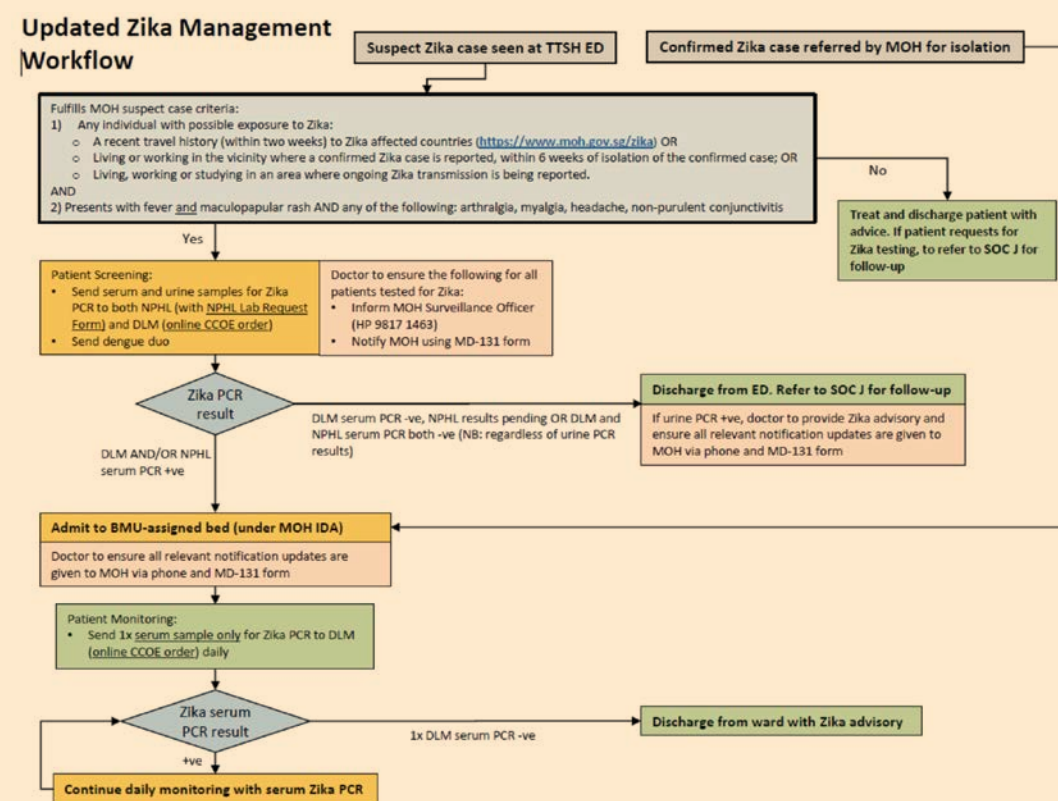 Updated Zika Management
Workflow
Suspect Zika case seen at TTSH ED
Confirmed Zika case referred by MOH for isolation
Fulfills MOH suspect case criteria:
1) Any individual with possible exposure to Zika:
o A recent travel history (within two weeks) to Zika affected countries (https://www.moh.gov.sg/zika) OR
o Living or working in the vicinity where a confirmed Zika case is reported, within 6 weeks of isolation of the confirmed case; OR
o Living, working or studying in an area where ongoing Zika transmission is being reported.
AND
2) Presents with fever and maculopapular rash AND any of the following: arthralgia, myalgia, headache, non-purulent conjunctivitis
No
Treat and discharge patient with
advice. If patient requests for
Zika testing, to refer to SOC J for
follow-up
Yes
Patient Screening:
• Send serum and urine samples for Zika
PCR to both NPHL (with NPHL Lab Request
Form) and DLM (online CCOE order)
• Send dengue duo
Doctor to ensure the following for all
patients tested for Zika:
• Inform MOH Surveillance Officer
(HP 9817 1463)
• Notify MOH using MD-131 form
Zika PCR
result
DLM serum PCR -ve, NPHL results pending OR DLM and
NPHL serum PCR both -ve (NB: regardless of urine PCR
results)
Discharge from ED. Refer to SOC J for follow-up
If urine PCR +ve, doctor to provide Zika advisory and
ensure all relevant notification updates are given to
MOH via phone and MD-131 form
DLM AND/OR NPHL
serum PCR +ve
Admit to BMU-assigned bed (under MOH IDA)
Doctor to ensure all relevant notification updates are
given to MOH via phone and MD-131 form
Patient Monitoring:
• Send 1x serum sample only for Zika PCR to DLM
(online CCOE order) daily
Zika serum
PCR result
1x DLM serum PCR -ve
Discharge from ward with Zika advisory
+ve
Continue daily monitoring with serum Zika PCR